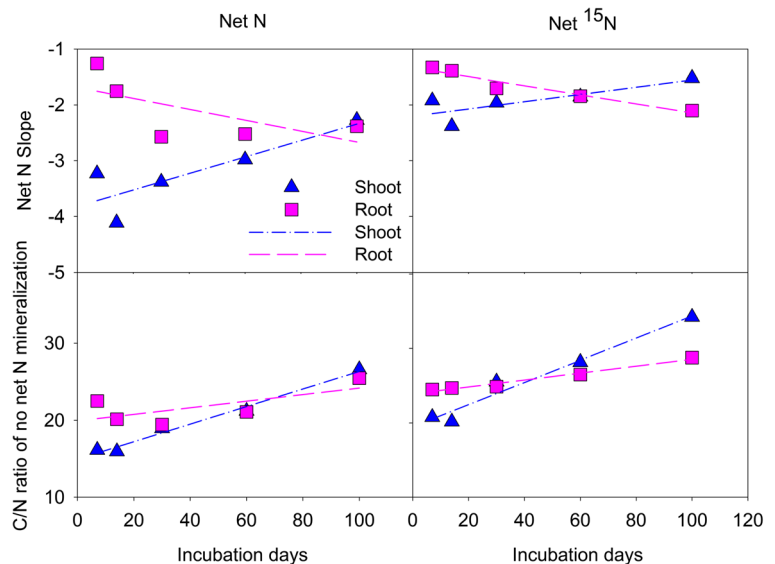 Net N
Net 15N
Net N Slope
-1
-2
-3
-4
-5
Shoot
Root
Shoot
Root
C/N ratio of no net N mineralization
30
20
10
0 20 40 60 80 100
0 20 40 60 80 100 120
Incubation days
Incubation days